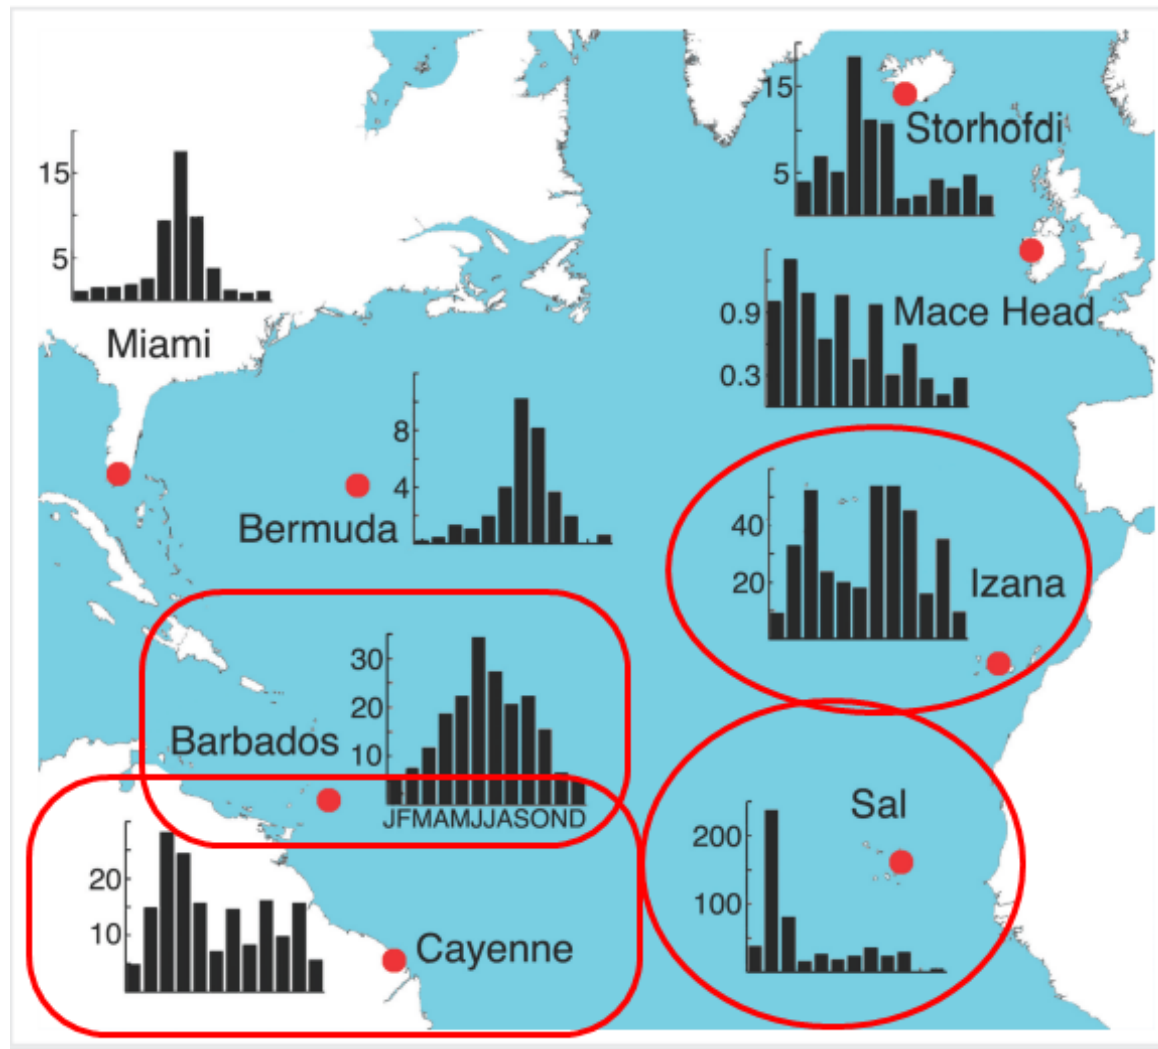 15
5
Storhofdi
15
5
Miami
0.9
0.3
Mace Head
8
4
Bermuda
40
20
Izana
30
20
10
Barbados
JFMAMJJASOND
Sal
200
100
20
10
Cayenne